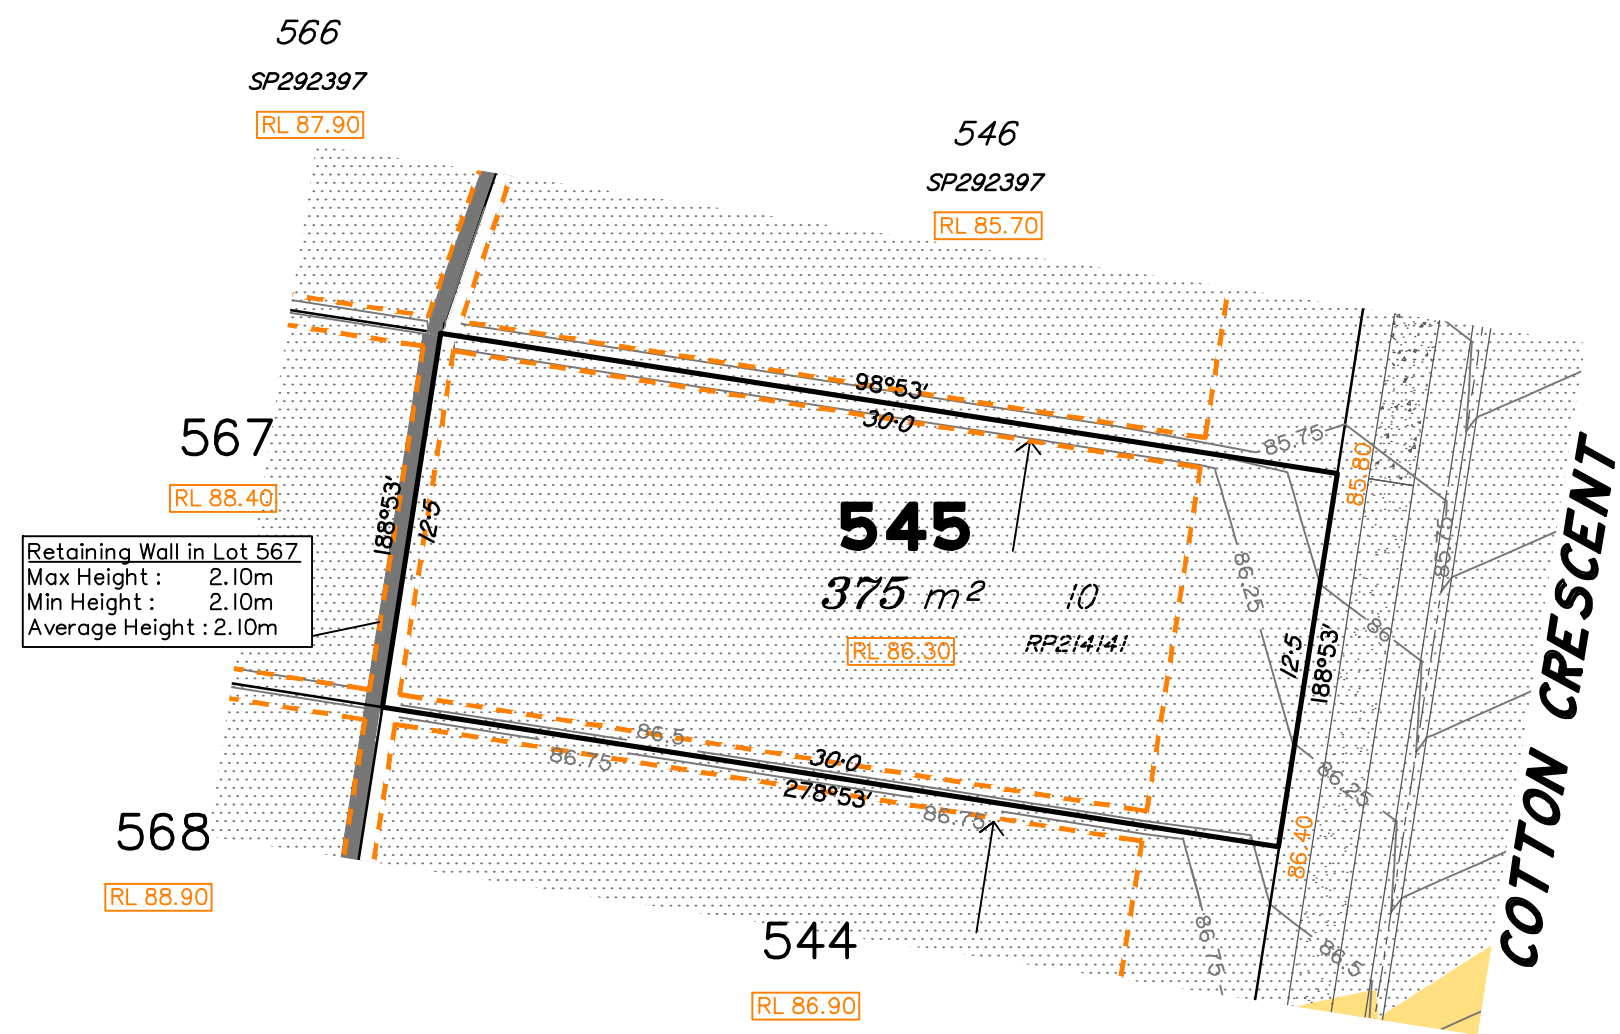 566
SP292397
RL 87.90
546
SP292397
RL 85.70
98°53'
30·0
85.75
85.80
567
RL 88.40
188°53'
12·5
545
375 m²
10
RL 86.30
RP214141
86.25
85.75
86
12·5
188°53'
COTTON CRESCENT
Retaining Wall in Lot 567
Max Height : 2.10m
Min Height : 2.10m
Average Height : 2.10m
86.5
86.75
30·0
278°53'
86.75
86.25
86.40
568
RL 88.90
544
RL 86.90
86.75
86.5